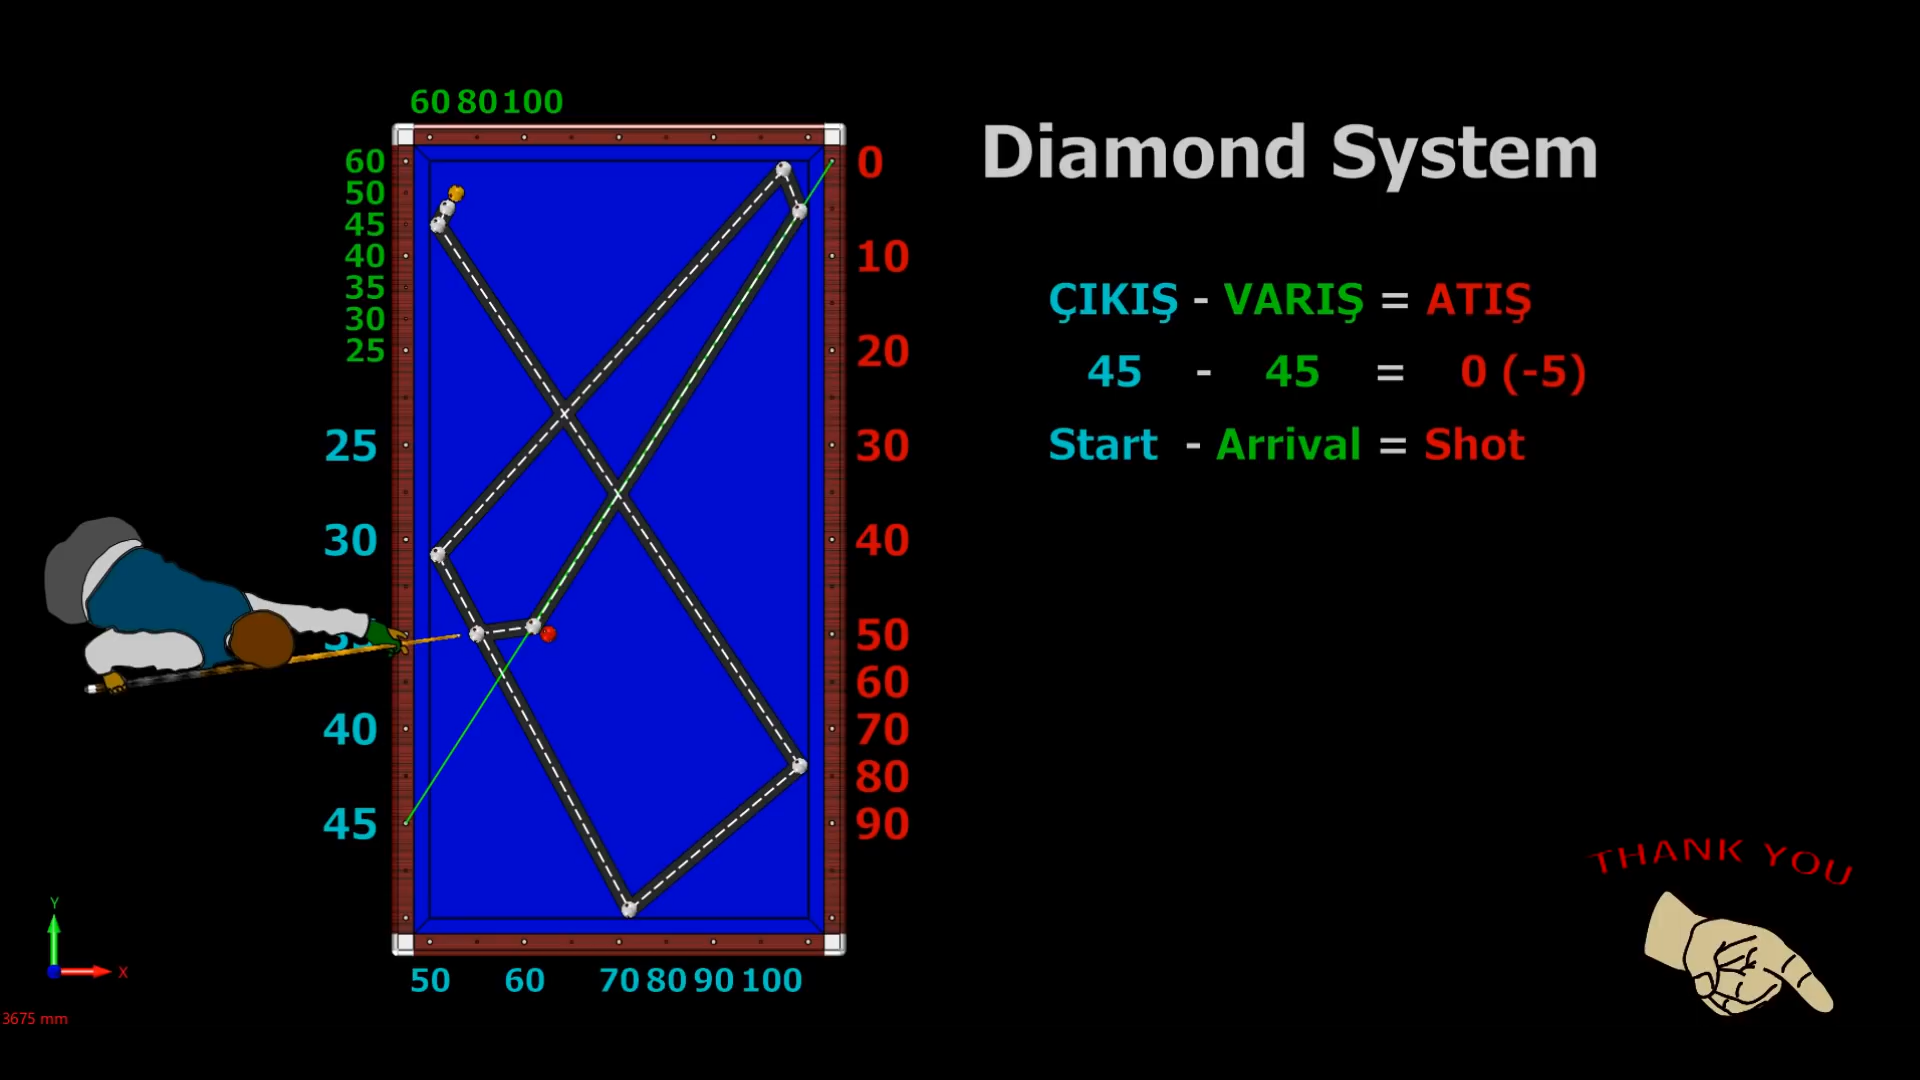 60 80 100
Diamond System
60
50
45
40
35
30
25
0
10
20
30
40
50
60
70
80
90
ÇIKIŞ - VARIŞ = ATIŞ
45 - 45 = 0 (-5)
Start - Arrival = Shot
25
30
35
40
45
THANK YOU
50 60 70 80 90 100
Y
X
3675 mm